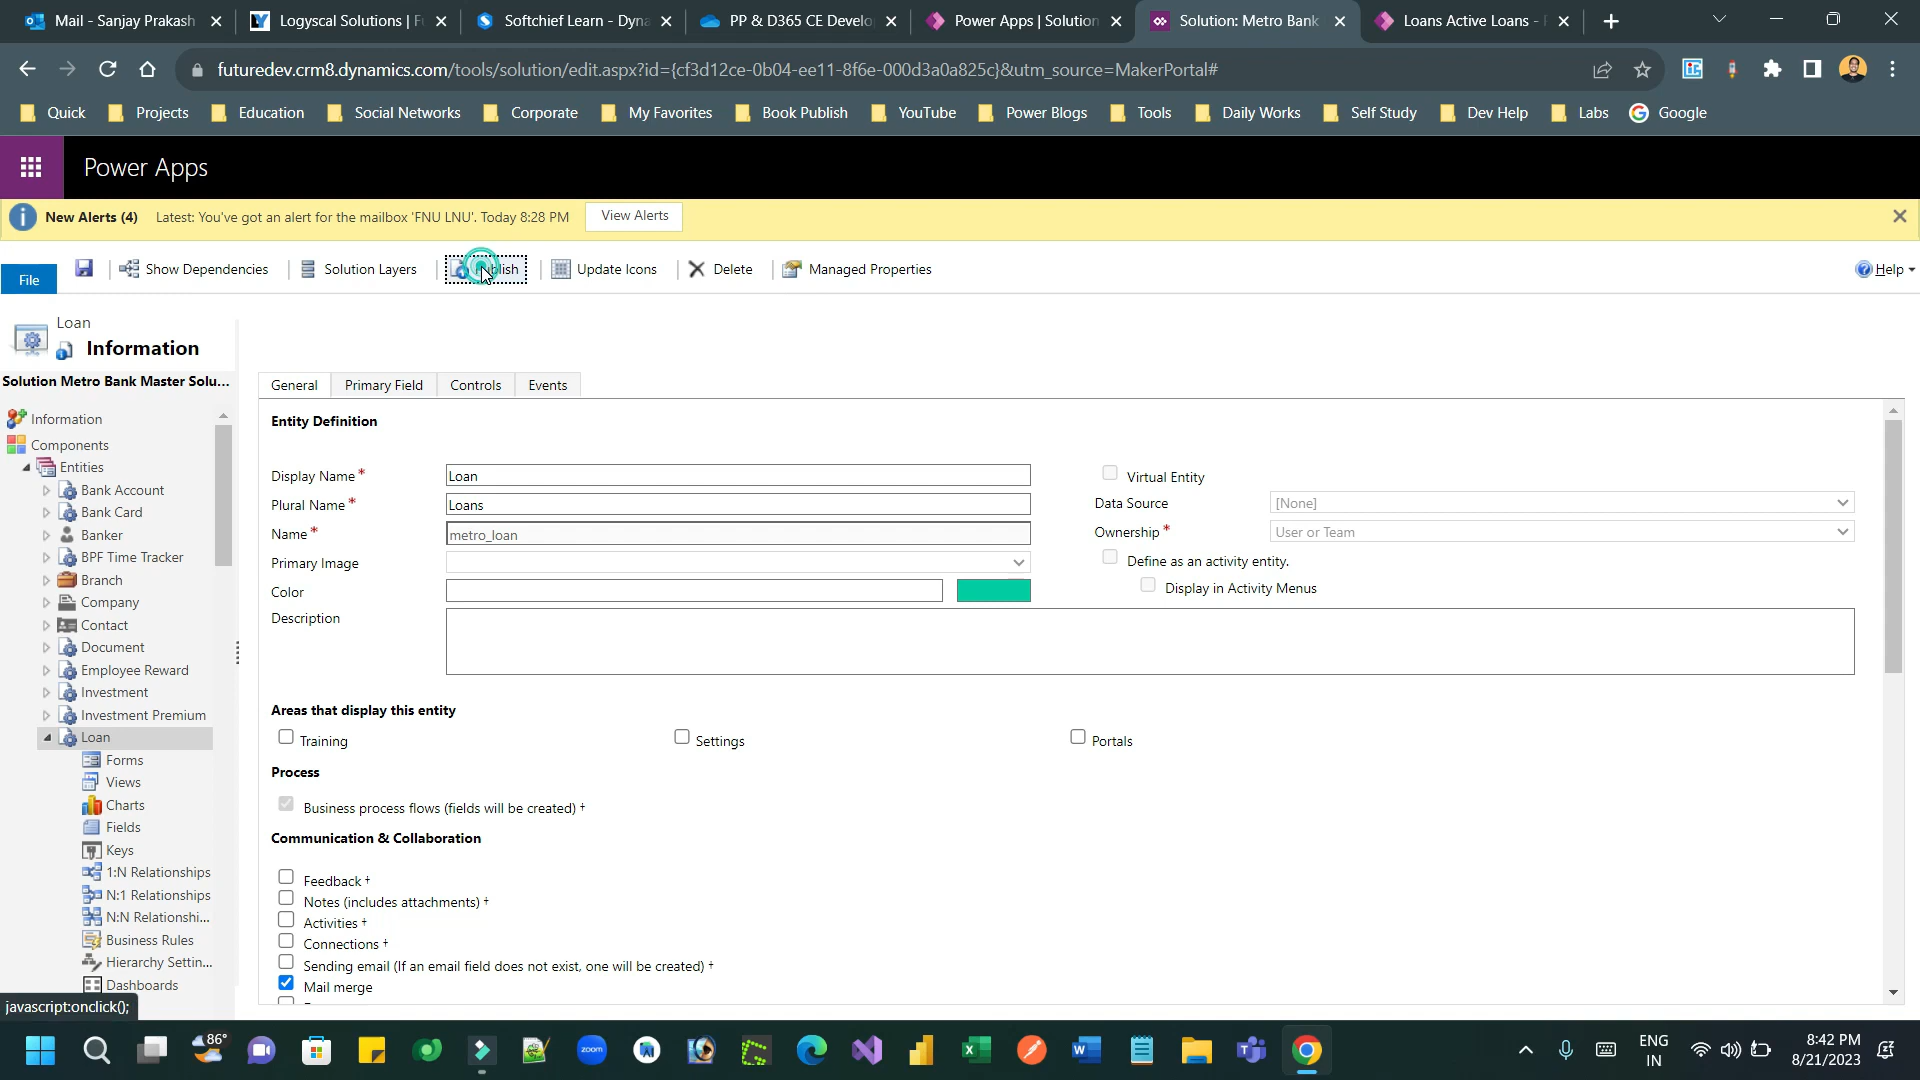 Mail - Sanjay Prakash
Logyscal Solutions | F
Softchief Learn - Dyna
PP & D365 CE Develo
Power Apps | Solution
Solution: Metro Bank
Loans Active Loans -
futuredev.crm8.dynamics.com/tools/solution/edit.aspx?id={cf3d12ce-0b04-ee11-8f6e-000d3a0a825c}&utm_source=MakerPortal#
Quick
Projects
Education
Social Networks
Corporate
My Favorites
Book Publish
YouTube
Power Blogs
Tools
Daily Works
Self Study
Dev Help
Labs
Google
Power Apps
New Alerts (4) Latest: You've got an alert for the mailbox 'FNU LNU'. Today 8:28 PM View Alerts
File
Show Dependencies
Solution Layers
Publish
Update Icons
Delete
Managed Properties
Help
Loan
Information
Solution Metro Bank Master Solu...
Information
Components
Entities
Bank Account
Bank Card
Banker
BPF Time Tracker
Branch
Company
Contact
Document
Employee Reward
Investment
Investment Premium
Loan
Forms
Views
Charts
Fields
Keys
1:N Relationships
N:1 Relationships
N:N Relationshi...
Business Rules
Hierarchy Settin...
Dashboards
javascript:onclick();
General
Primary Field
Controls
Events
Entity Definition
Display Name* Loan
Plural Name* Loans
Name* metro_loan
Primary Image
Color
Description
Virtual Entity
Data Source [None]
Ownership* User or Team
Define as an activity entity.
Display in Activity Menus
Areas that display this entity
Training
Settings
Portals
Process
Business process flows (fields will be created) †
Communication & Collaboration
Feedback †
Notes (includes attachments) †
Activities †
Connections †
Sending email (If an email field does not exist, one will be created) †
Mail merge
86°
zoom
ENG
IN
8:42 PM
8/21/2023